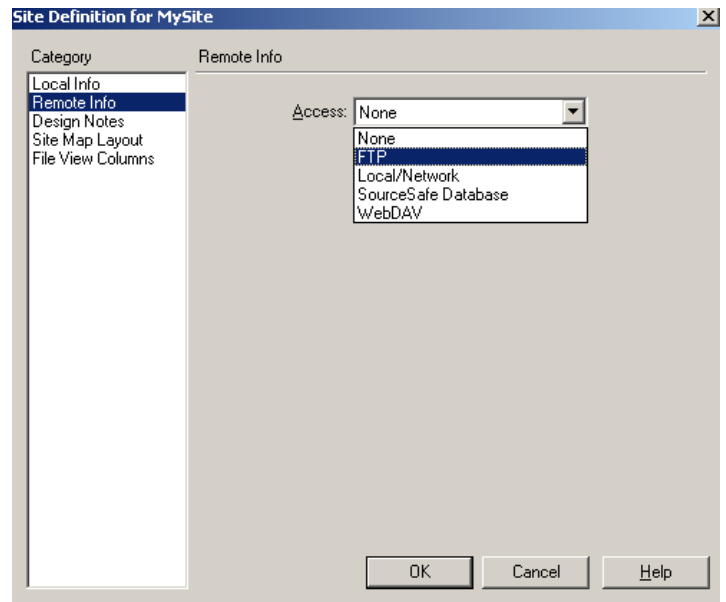 Site Definition for MySite
Category
Remote Info
Local Info
Remote Info
Design Notes
Site Map Layout
File View Columns
Access: None
None
FTP
Local/Network
SourceSafe Database
WebDAV
OK Cancel Help